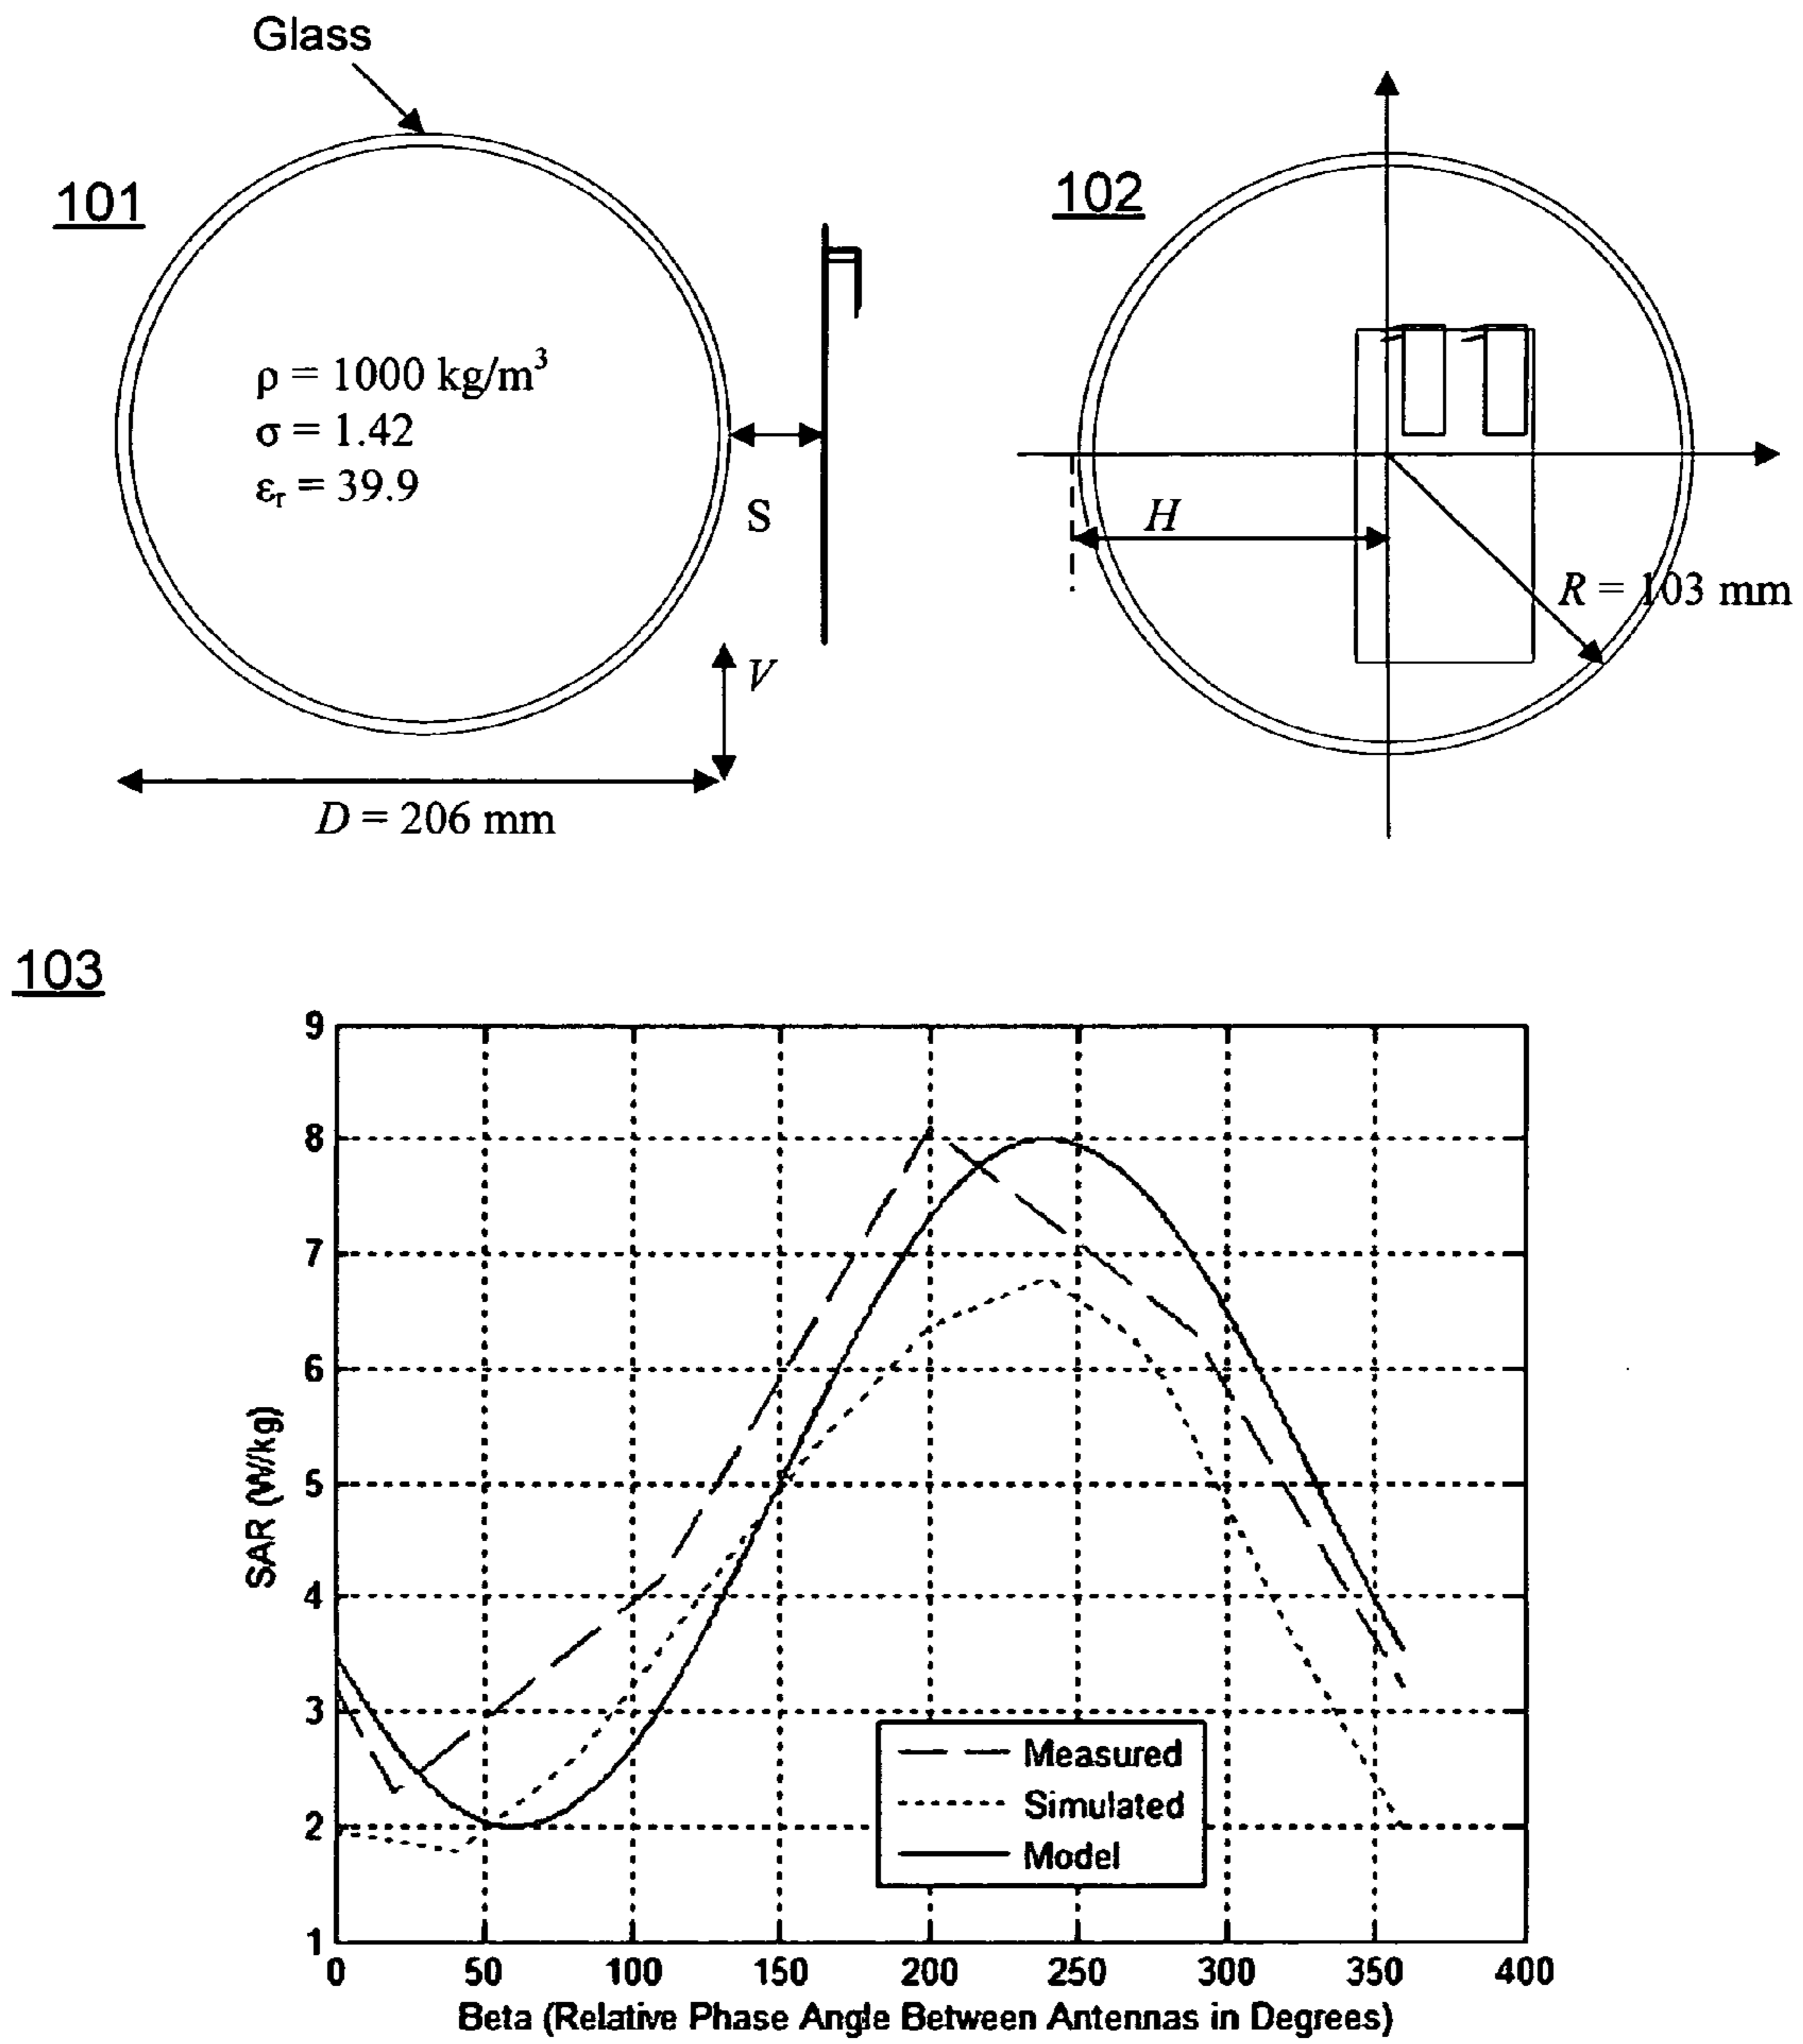 Glass
101
ρ = 1000 kg/m³
σ = 1.42
εᵣ = 39.9
S
V
D = 206 mm
102
H
R = 103 mm
103
SAR (W/kg)
9
8
7
6
5
4
3
2
1
0 50 100 150 200 250 300 350 400
Measured
Simulated
Model
Beta (Relative Phase Angle Between Antennas in Degrees)